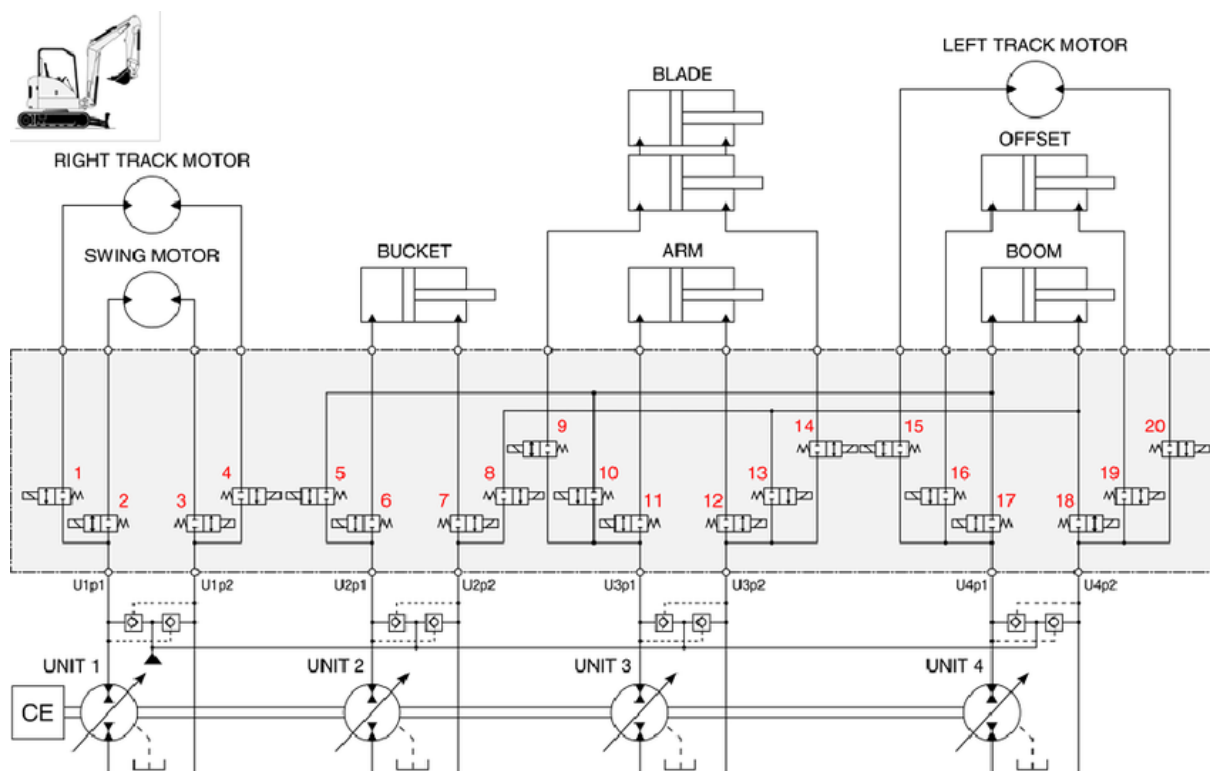 LEFT TRACK MOTOR
BLADE
OFFSET
RIGHT TRACK MOTOR
SWING MOTOR
BUCKET
ARM
BOOM
1
2
3
4
5
6
7
8
9
10
11
12
13
14
15
16
17
18
19
20
U1p1
U1p2
U2p1
U2p2
U3p1
U3p2
U4p1
U4p2
UNIT 1
UNIT 2
UNIT 3
UNIT 4
CE